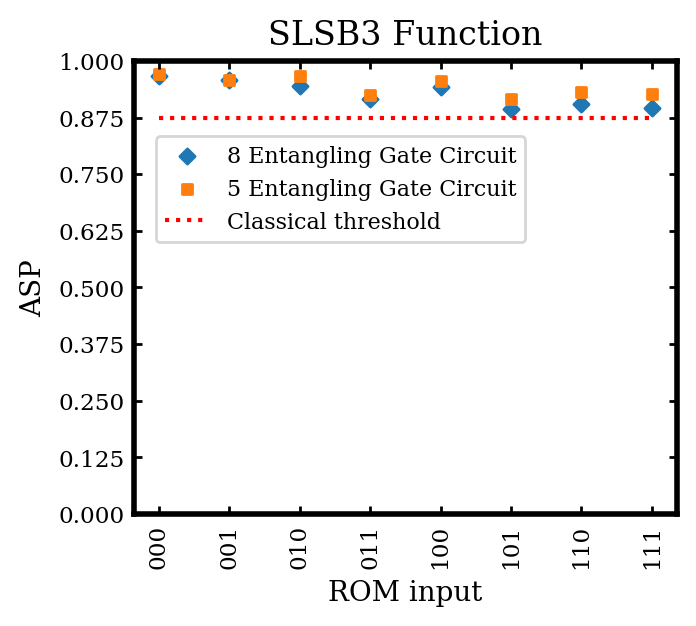 SLSB3 Function
1.000
0.875
0.750
0.625
0.500
0.375
0.250
0.125
0.000
ASP
8 Entangling Gate Circuit
5 Entangling Gate Circuit
Classical threshold
000
001
010
011
100
101
110
111
ROM input